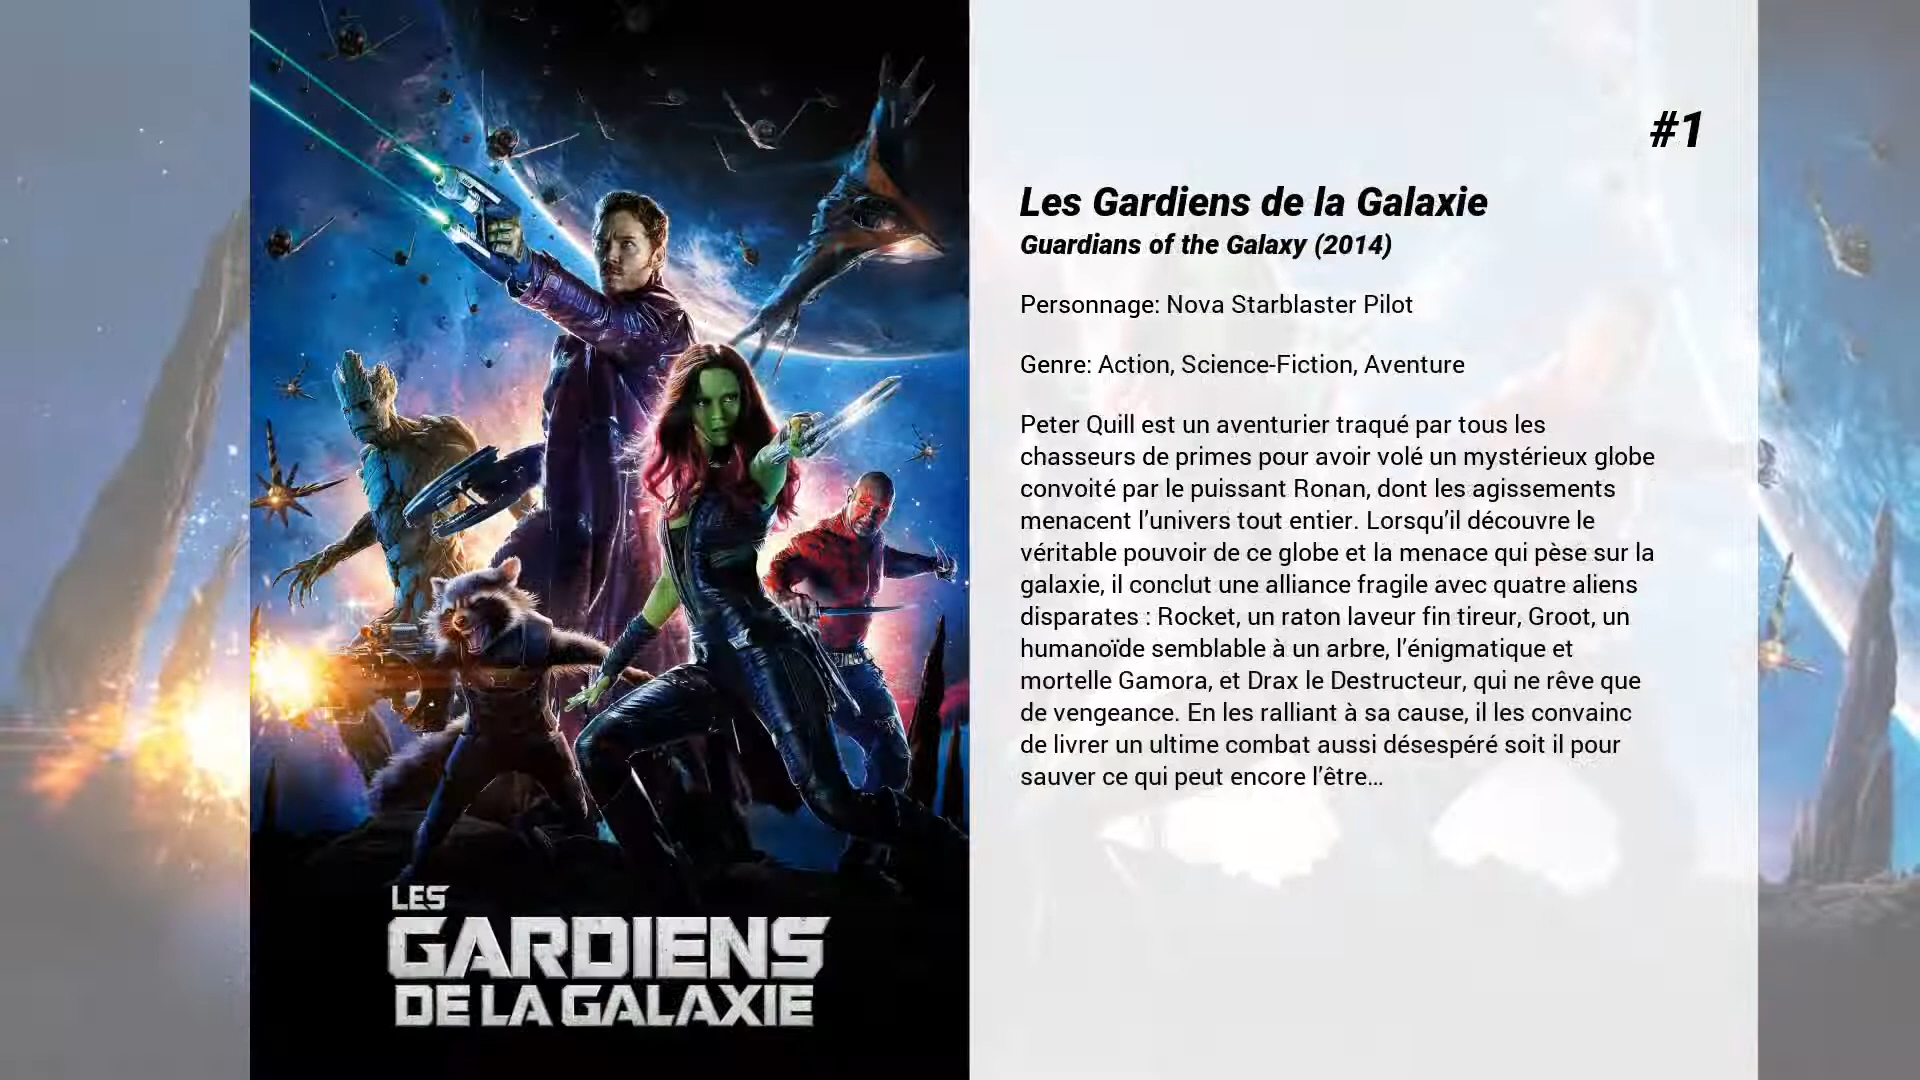 #1
Les Gardiens de la Galaxie
Guardians of the Galaxy (2014)
Personnage: Nova Starblaster Pilot
Genre: Action, Science-Fiction, Aventure
Peter Quill est un aventurier traqué par tous les
chasseurs de primes pour avoir volé un mystérieux globe
convoité par le puissant Ronan, dont les agissements
menacent l’univers tout entier. Lorsqu’il découvre le
véritable pouvoir de ce globe et la menace qui pèse sur la
galaxie, il conclut une alliance fragile avec quatre aliens
disparates : Rocket, un raton laveur fin tireur, Groot, un
humanoïde semblable à un arbre, l’énigmatique et
mortelle Gamora, et Drax le Destructeur, qui ne rêve que
de vengeance. En les ralliant à sa cause, il les convainc
de livrer un ultime combat aussi désespéré soit il pour
sauver ce qui peut encore l’être…
LES
GARDIENS
DE LA GALAXIE